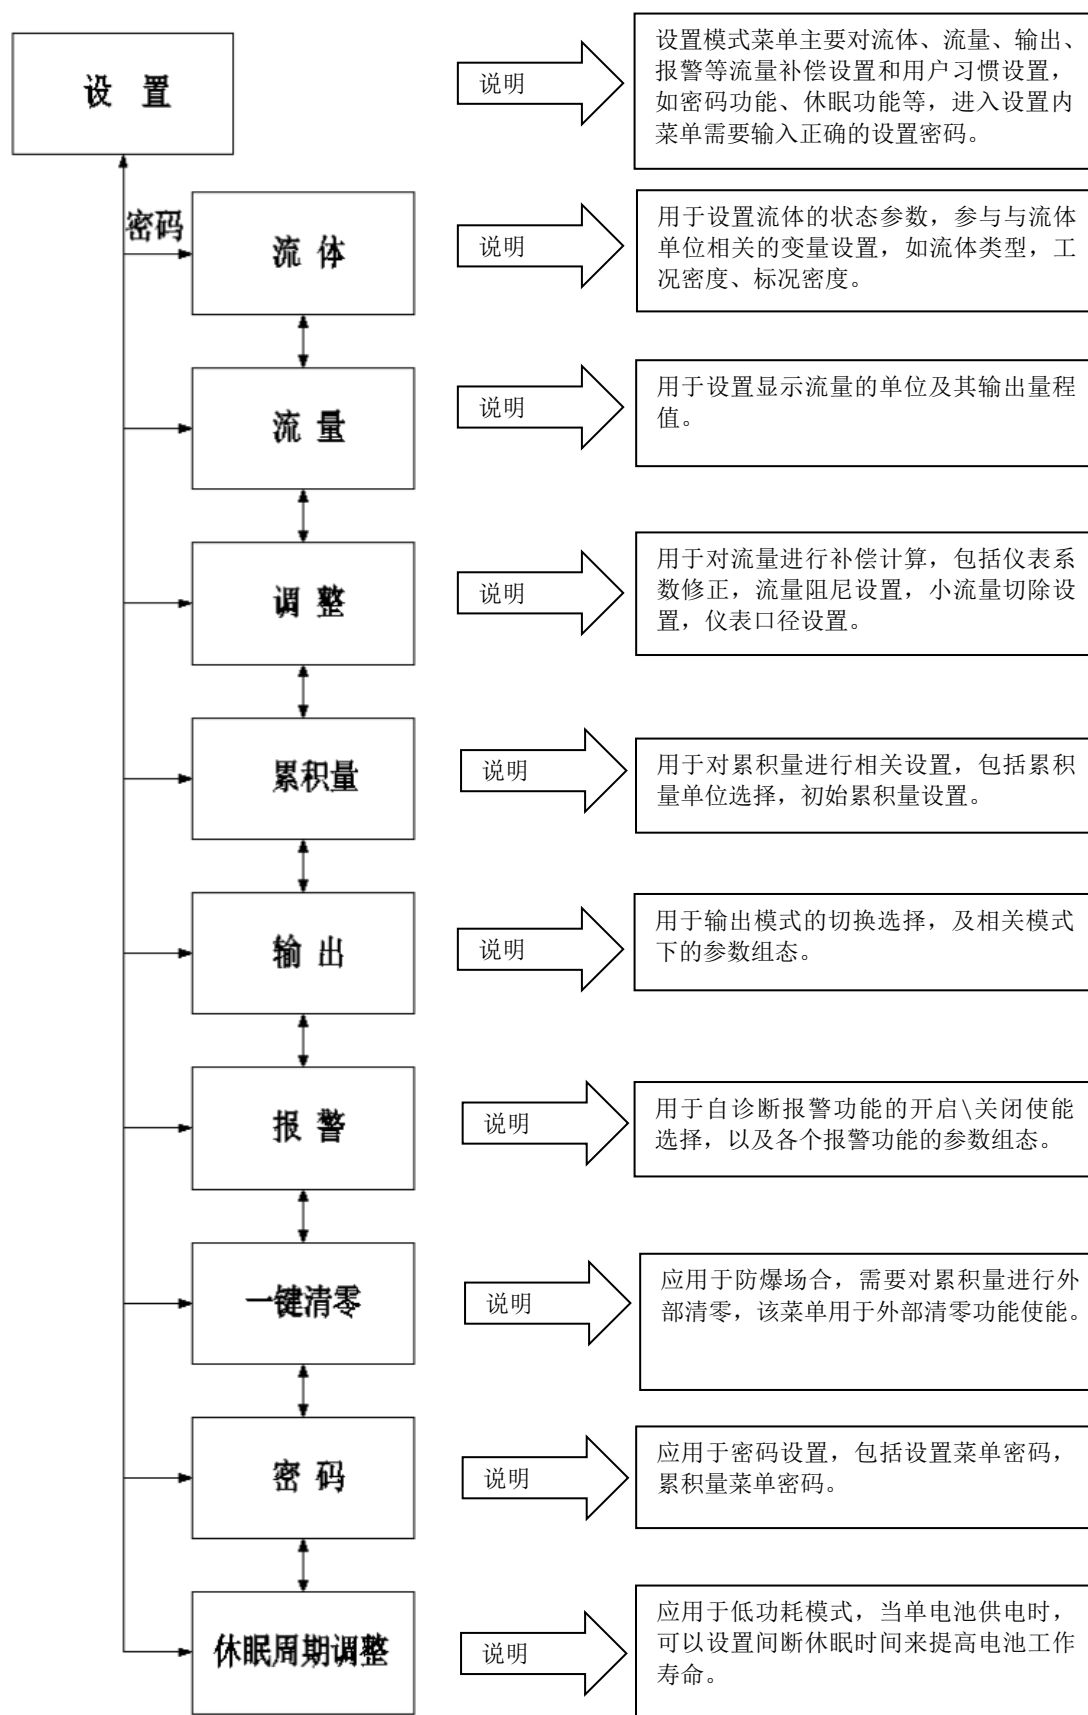 设 置
说明
设置模式菜单主要对流体、流量、输出、
报警等流量补偿设置和用户习惯设置，
如密码功能、休眠功能等，进入设置内
菜单需要输入正确的设置密码。
密码
流 体
说明
用于设置流体的状态参数，参与与流体
单位相关的变量设置，如流体类型，工
况密度、标况密度。
流 量
说明
用于设置显示流量的单位及其输出量程
值。
调 整
说明
用于对流量进行补偿计算，包括仪表系
数修正，流量阻尼设置，小流量切除设
置，仪表口径设置。
累积量
说明
用于对累积量进行相关设置，包括累积
量单位选择，初始累积量设置。
输 出
说明
用于输出模式的切换选择，及相关模式
下的参数组态。
报 警
说明
用于自诊断报警功能的开启\关闭使能
选择，以及各个报警功能的参数组态。
一键清零
说明
应用于防爆场合，需要对累积量进行外
部清零，该菜单用于外部清零功能使能。
密 码
说明
应用于密码设置，包括设置菜单密码，
累积量菜单密码。
休眠周期调整
说明
应用于低功耗模式，当单电池供电时，
可以设置间断休眠时间来提高电池工作
寿命。